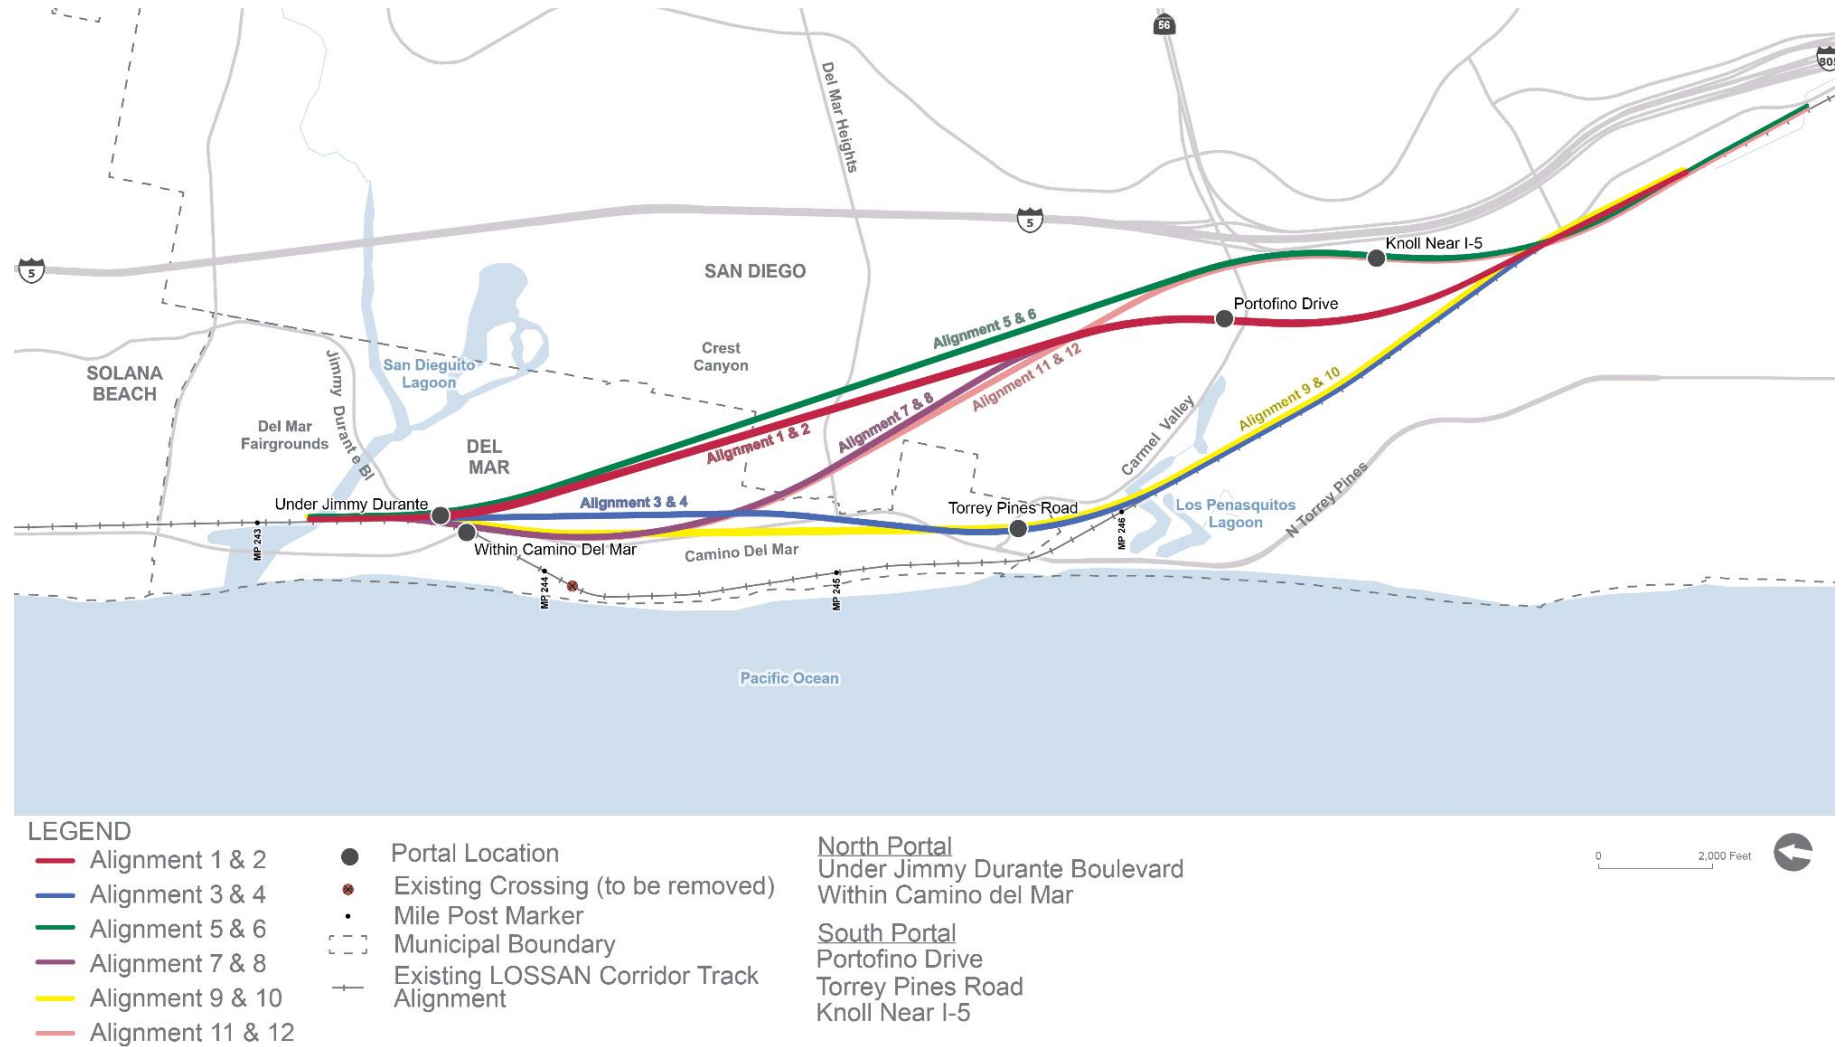 56
805
Del Mar Heights
5
5
Knoll Near I-5
SAN DIEGO
Portofino Drive
Alignment 5 & 6
Crest
Canyon
Alignment 11 & 12
San Dieguito
Lagoon
SOLANA
BEACH
Jimmy Durante Bl
Alignment 7 & 8
Alignment 9 & 10
Del Mar
Fairgrounds
DEL
MAR
Alignment 1 & 2
Carmel Valley
Under Jimmy Durante
Alignment 3 & 4
Torrey Pines Road
Los Penasquitos
Lagoon
N Torrey Pines
MP 243
Within Camino Del Mar
Camino Del Mar
MP 246
MP 244
MP 245
Pacific Ocean
LEGEND
Alignment 1 & 2
Alignment 3 & 4
Alignment 5 & 6
Alignment 7 & 8
Alignment 9 & 10
Alignment 11 & 12
Portal Location
Existing Crossing (to be removed)
Mile Post Marker
Municipal Boundary
Existing LOSSAN Corridor Track
Alignment
North Portal
Under Jimmy Durante Boulevard
Within Camino del Mar
South Portal
Portofino Drive
Torrey Pines Road
Knoll Near I-5
0
2,000 Feet